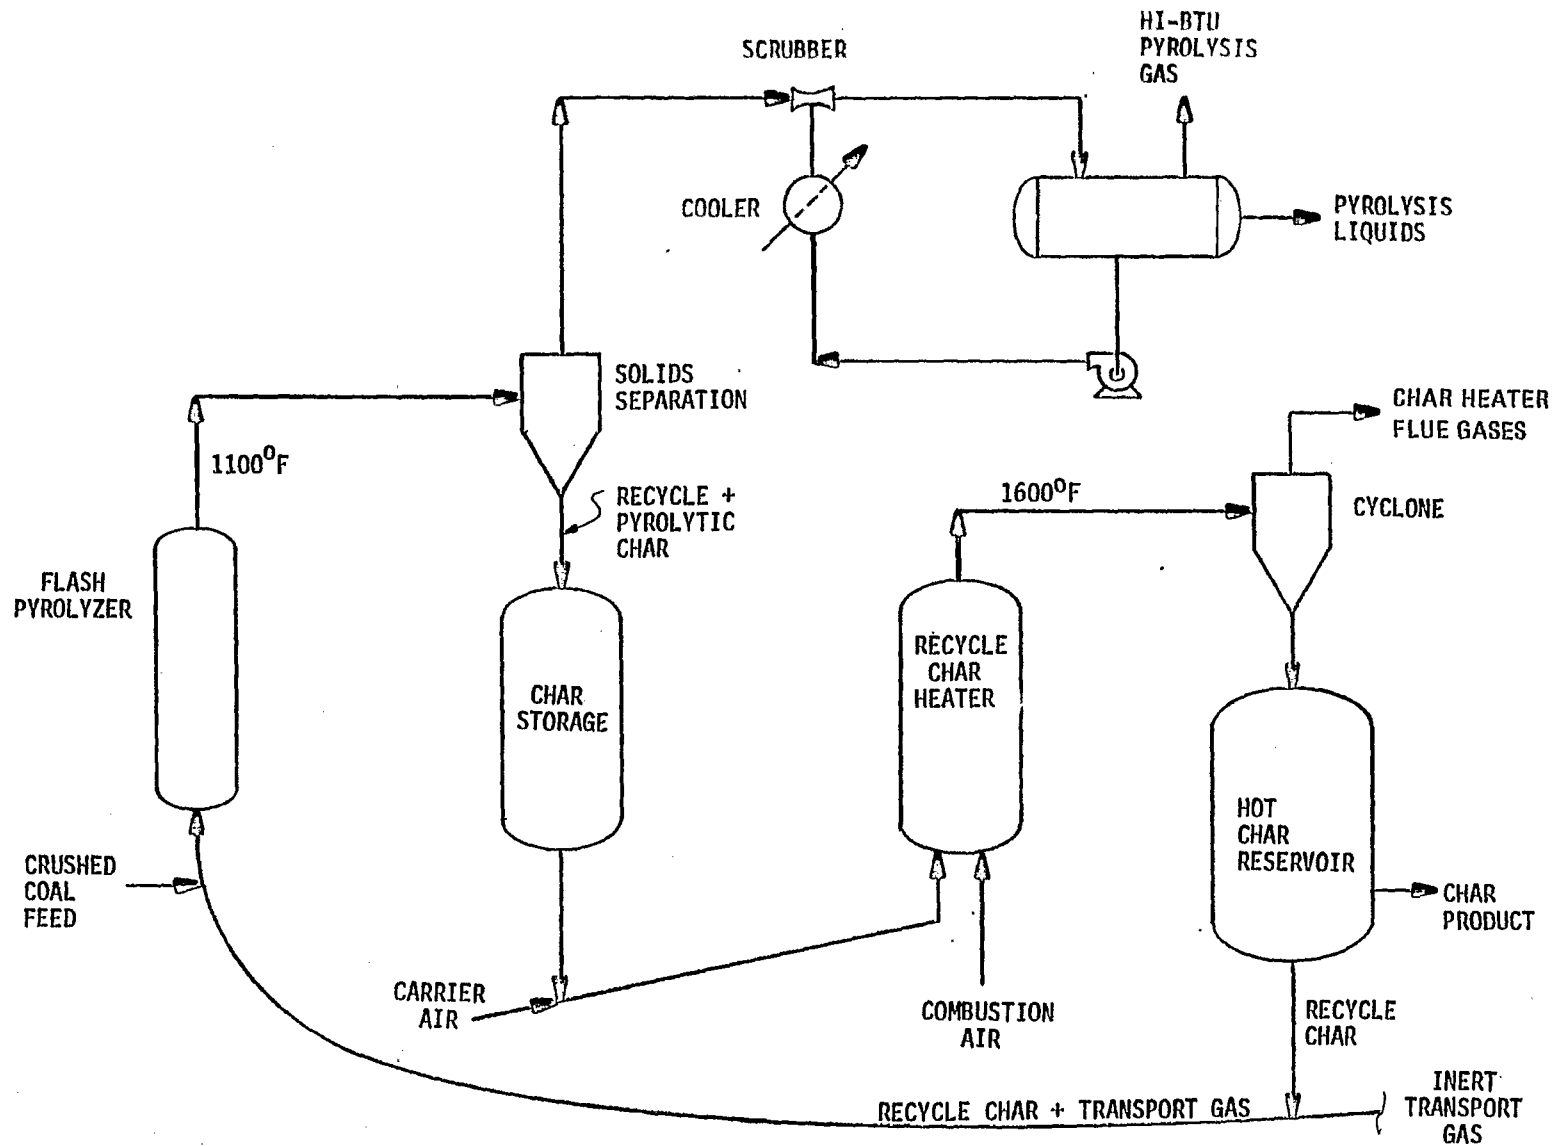 HI-BTU
PYROLYSIS
GAS
SCRUBBER
COOLER
PYROLYSIS
LIQUIDS
SOLIDS
SEPARATION
CHAR HEATER
FLUE GASES
1100⁰F
RECYCLE +
PYROLYTIC
CHAR
1600⁰F
CYCLONE
FLASH
PYROLYZER
RECYCLE
CHAR
HEATER
CHAR
STORAGE
HOT
CHAR
RESERVOIR
CRUSHED
COAL
FEED
CHAR
PRODUCT
CARRIER
AIR
COMBUSTION
AIR
RECYCLE
CHAR
RECYCLE CHAR + TRANSPORT GAS
INERT
TRANSPORT
GAS